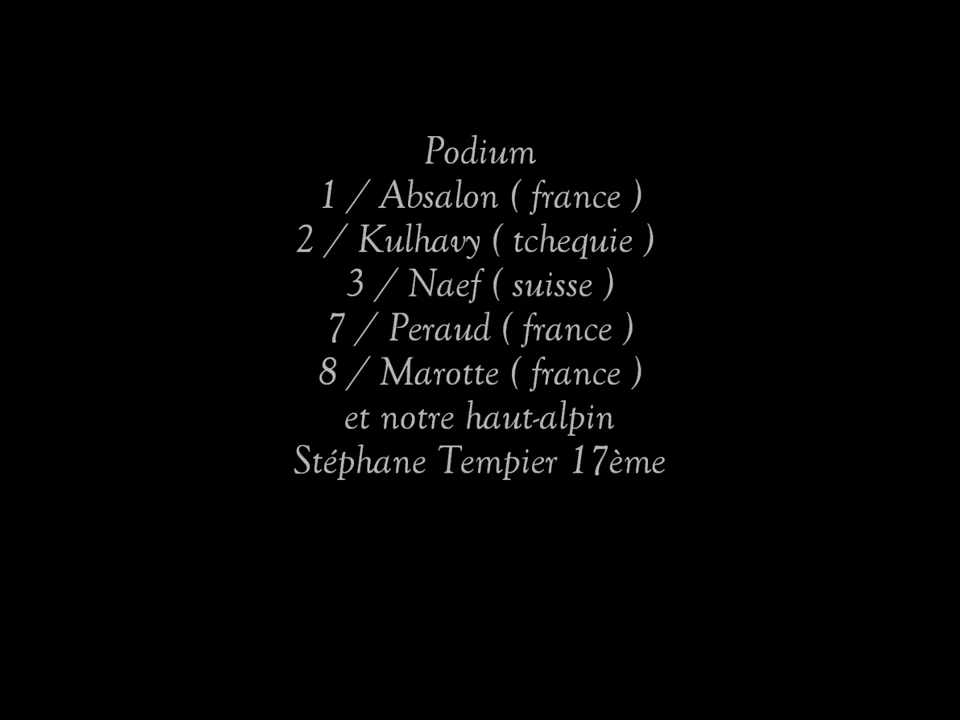 Podium
1 / Absalon ( france )
2 / Kulhavy ( tchequie )
3 / Naef ( suisse )
7 / Peraud ( france )
8 / Marotte ( france )
et notre haut-alpin
Stéphane Tempier 17ème